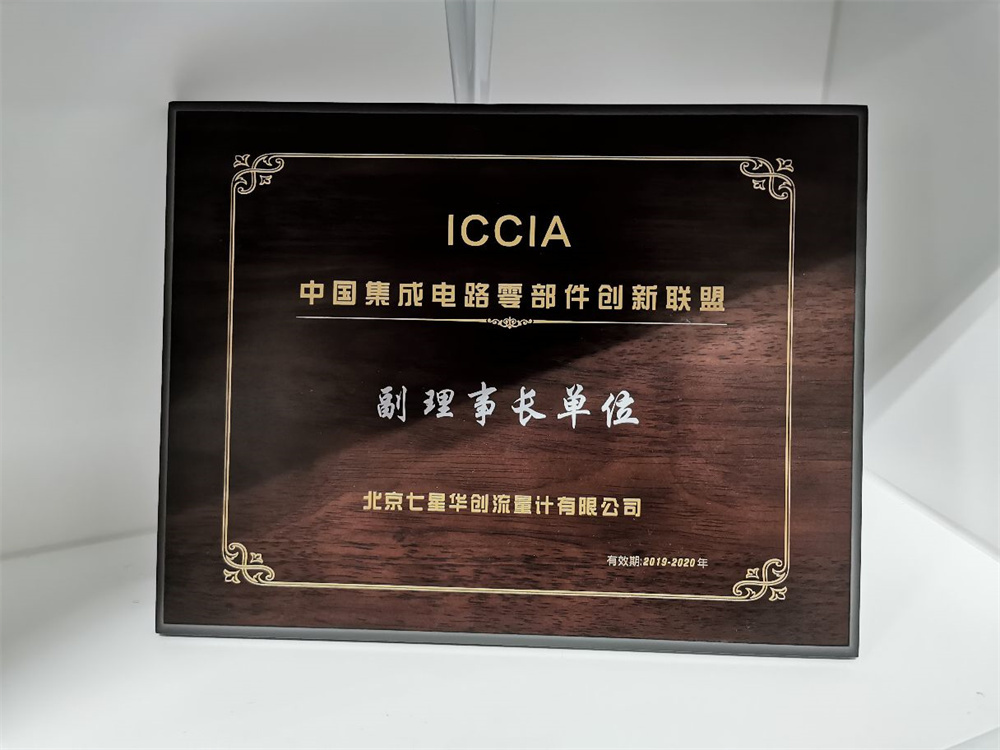 ICCIA
中国集成电路零部件创新联盟
副理事长单位
北京七星华创流量计有限公司
有效期:2019-2020年